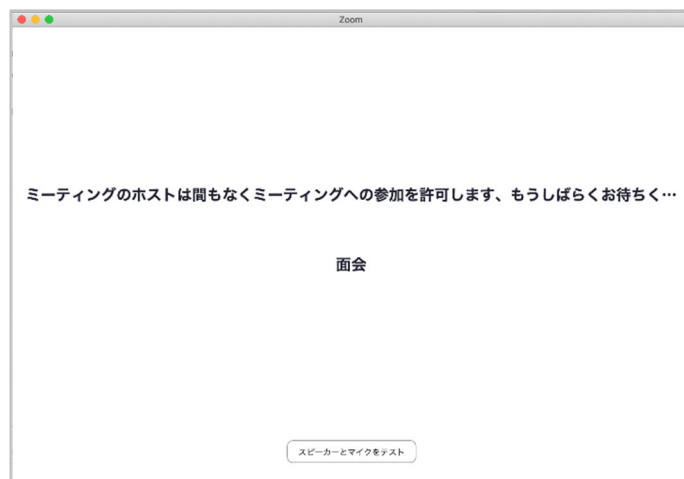 Zoom
ミーティングのホストは間もなくミーティングへの参加を許可します、もうしばらくお待ちく…
面会
スピーカーとマイクをテスト